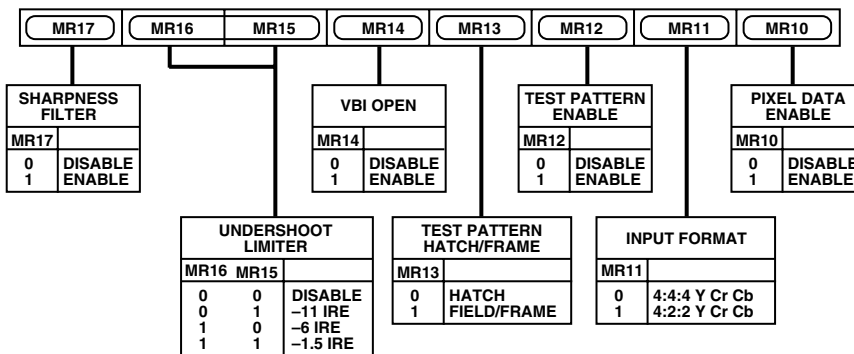 MR17 MR16 MR15 MR14 MR13 MR12 MR11 MR10
SHARPNESS
FILTER
MR17
0 DISABLE
1 ENABLE
VBI OPEN
MR14
0 DISABLE
1 ENABLE
TEST PATTERN
ENABLE
MR12
0 DISABLE
1 ENABLE
PIXEL DATA
ENABLE
MR10
0 DISABLE
1 ENABLE
UNDERSHOOT
LIMITER
MR16 MR15
0 0 DISABLE
0 1 –11 IRE
1 0 –6 IRE
1 1 –1.5 IRE
TEST PATTERN
HATCH/FRAME
MR13
0 HATCH
1 FIELD/FRAME
INPUT FORMAT
MR11
0 4:4:4 Y Cr Cb
1 4:2:2 Y Cr Cb